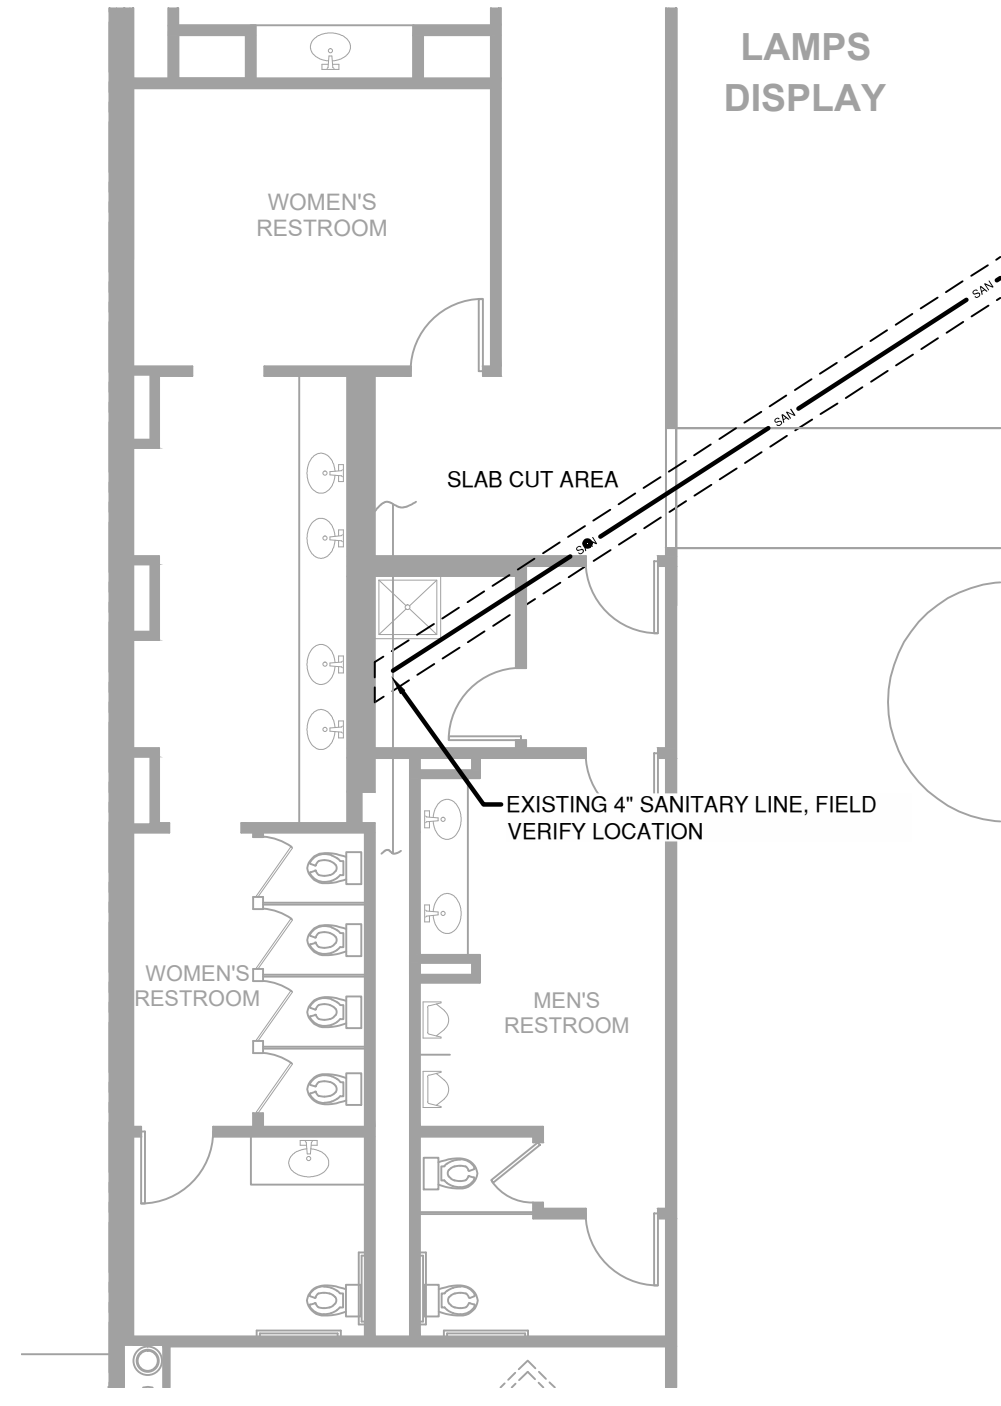 LAMPS
DISPLAY
WOMEN'S
RESTROOM
SAN
SAN
SLAB CUT AREA
SAN
EXISTING 4" SANITARY LINE, FIELD
VERIFY LOCATION
WOMEN'S
RESTROOM
MEN'S
RESTROOM